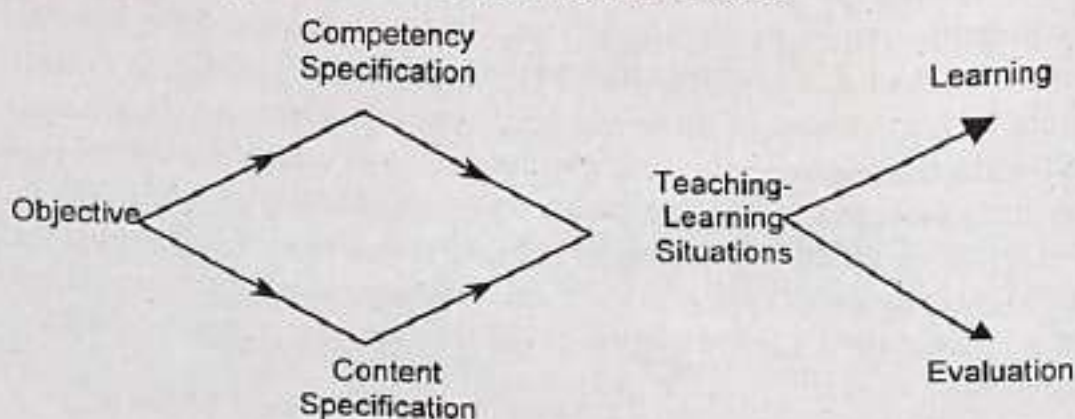 Competency
Specification
Learning
Objective
Teaching-
Learning
Situations
Content
Specification
Evaluation